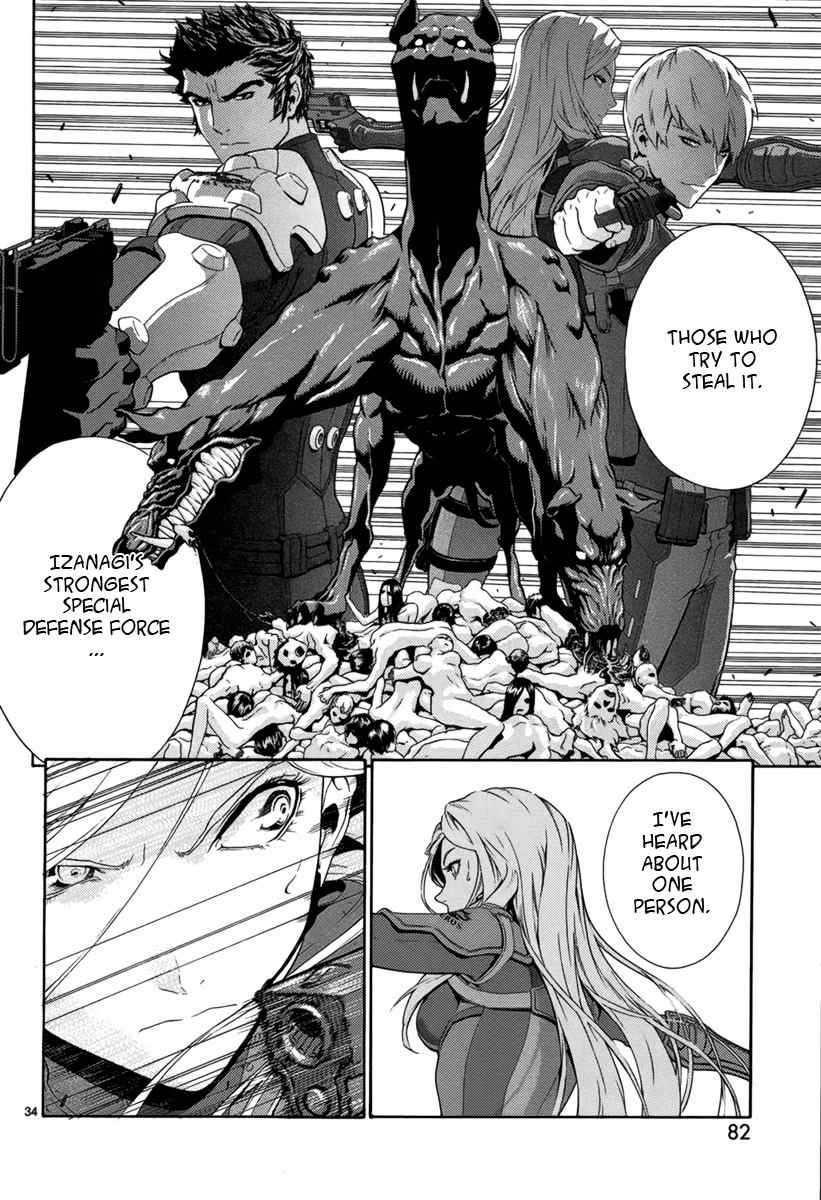 THOSE WHO
TRY TO
STEAL IT.
IZANAGI'S
STRONGEST
SPECIAL
DEFENSE FORCE
...
I'VE
HEARD
ABOUT
ONE
PERSON.
34
82